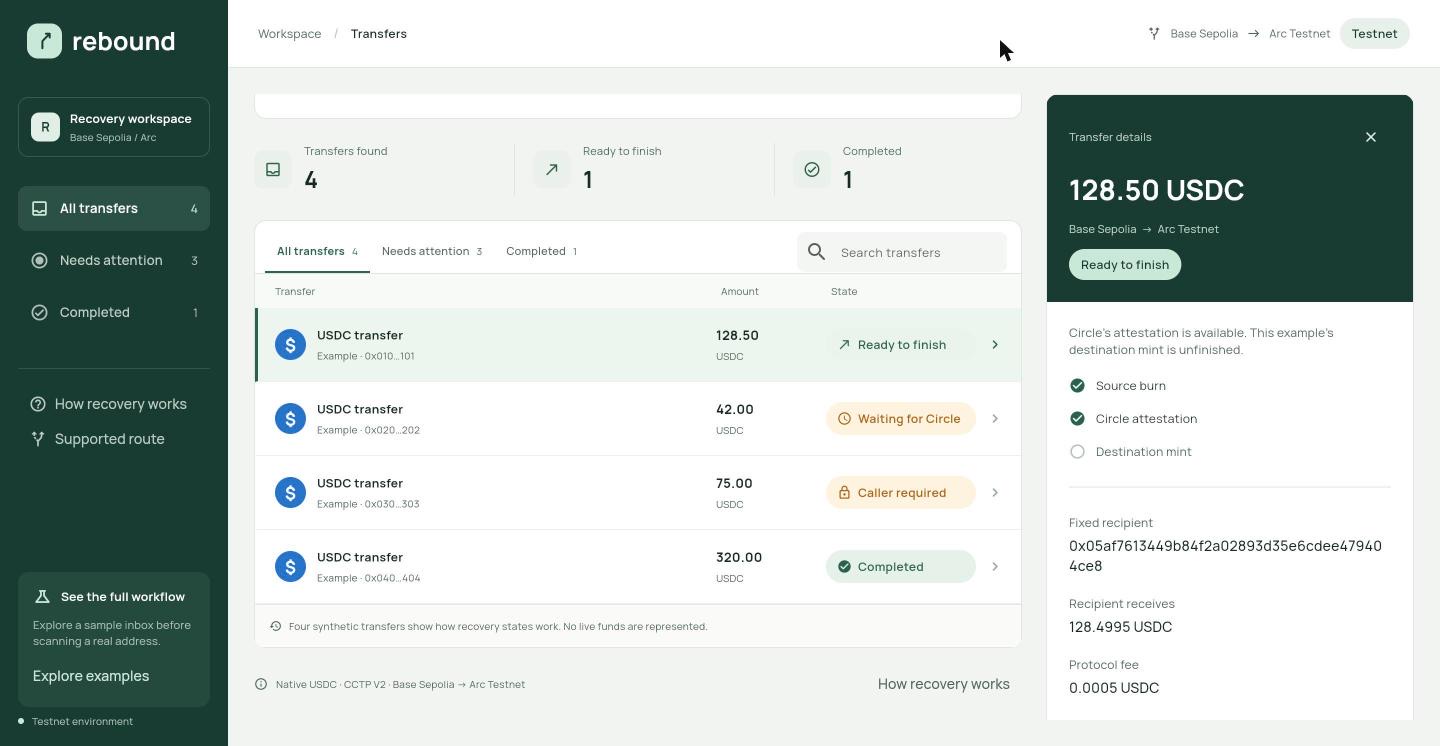 rebound
R
Recovery workspace
Base Sepolia / Arc
All transfers 4
Needs attention 3
Completed 1
How recovery works
Supported route
See the full workflow
Explore a sample inbox before
scanning a real address.
Explore examples
Testnet environment
Workspace / Transfers
Base Sepolia → Arc Testnet Testnet
Transfers found
4
Ready to finish
1
Completed
1
All transfers 4 Needs attention 3 Completed 1
Search transfers
Transfer Amount State
USDC transfer 128.50 Ready to finish
Example · 0x010…101 USDC
USDC transfer 42.00 Waiting for Circle
Example · 0x020…202 USDC
USDC transfer 75.00 Caller required
Example · 0x030…303 USDC
USDC transfer 320.00 Completed
Example · 0x040…404 USDC
Four synthetic transfers show how recovery states work. No live funds are represented.
Native USDC · CCTP V2 · Base Sepolia → Arc Testnet
How recovery works
Transfer details
128.50 USDC
Base Sepolia → Arc Testnet
Ready to finish
Circle's attestation is available. This example's
destination mint is unfinished.
Source burn
Circle attestation
Destination mint
Fixed recipient
0x05af7613449b84f2a02893d35e6cdee47940
4ce8
Recipient receives
128.4995 USDC
Protocol fee
0.0005 USDC